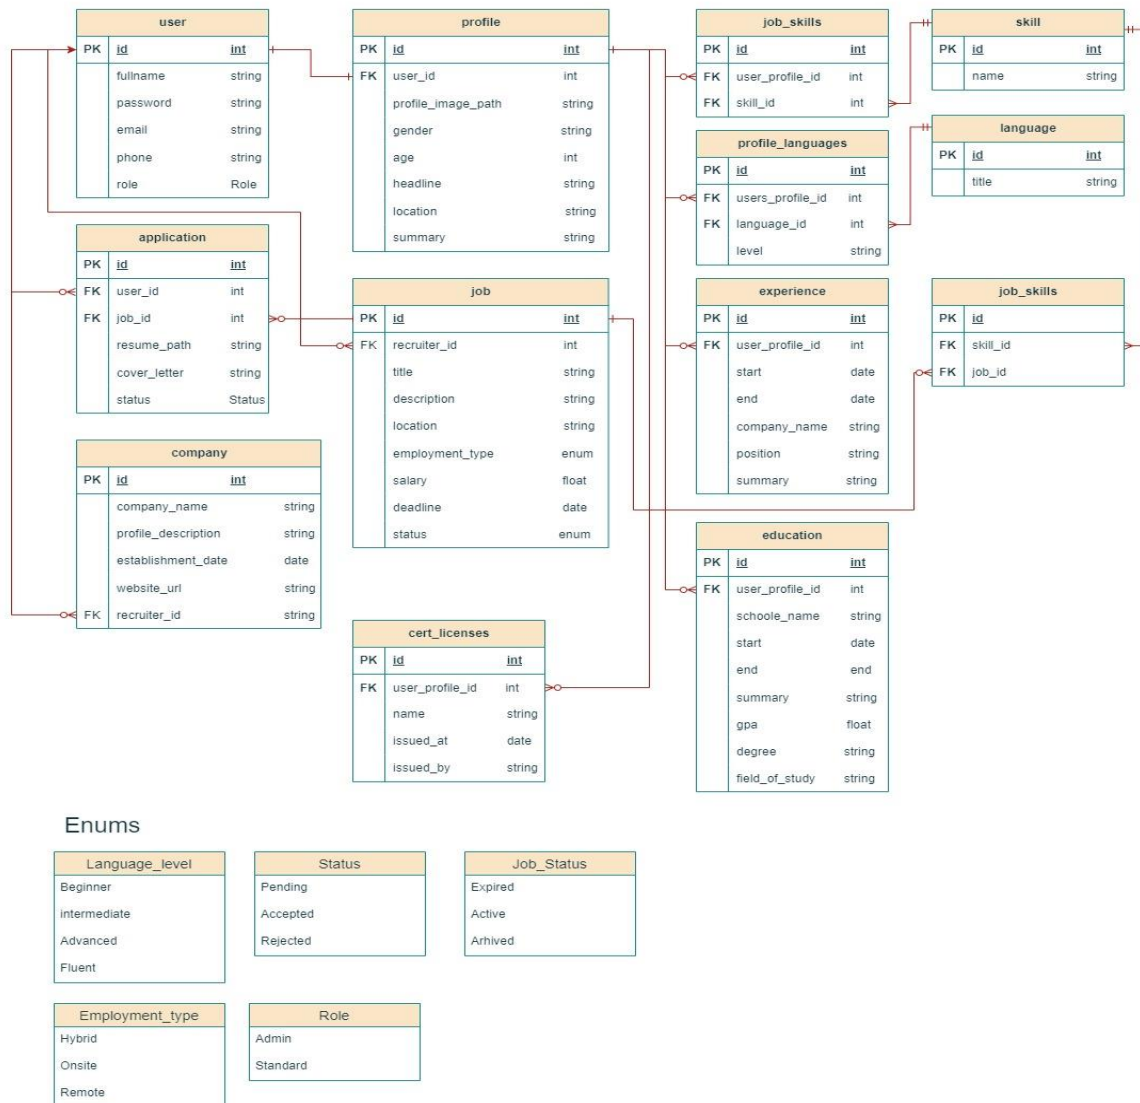 user
PK id int
fullname string
password string
email string
phone string
role Role
profile
PK id int
FK user_id int
profile_image_path string
gender string
age int
headline string
location string
summary string
job_skills
PK id int
FK user_profile_id int
FK skill_id int
skill
PK id int
name string
profile_languages
PK id int
FK users_profile_id int
FK language_id int
level string
language
PK id int
title string
application
PK id int
FK user_id int
FK job_id int
resume_path string
cover_letter string
status Status
job
PK id int
FK recruiter_id int
title string
description string
location string
employment_type enum
salary float
deadline date
status enum
experience
PK id int
FK user_profile_id int
start date
end date
company_name string
position string
summary string
job_skills
PK id
FK skill_id
FK job_id
company
PK id int
company_name string
profile_description string
establishment_date date
website_url string
FK recruiter_id string
cert_licenses
PK id int
FK user_profile_id int
name string
issued_at date
issued_by string
education
PK id int
FK user_profile_id int
schoole_name string
start date
end end
summary string
gpa float
degree string
field_of_study string
Enums
Language_level
Beginner
intermediate
Advanced
Fluent
Status
Pending
Accepted
Rejected
Job_Status
Expired
Active
Arhived
Employment_type
Hybrid
Onsite
Remote
Role
Admin
Standard